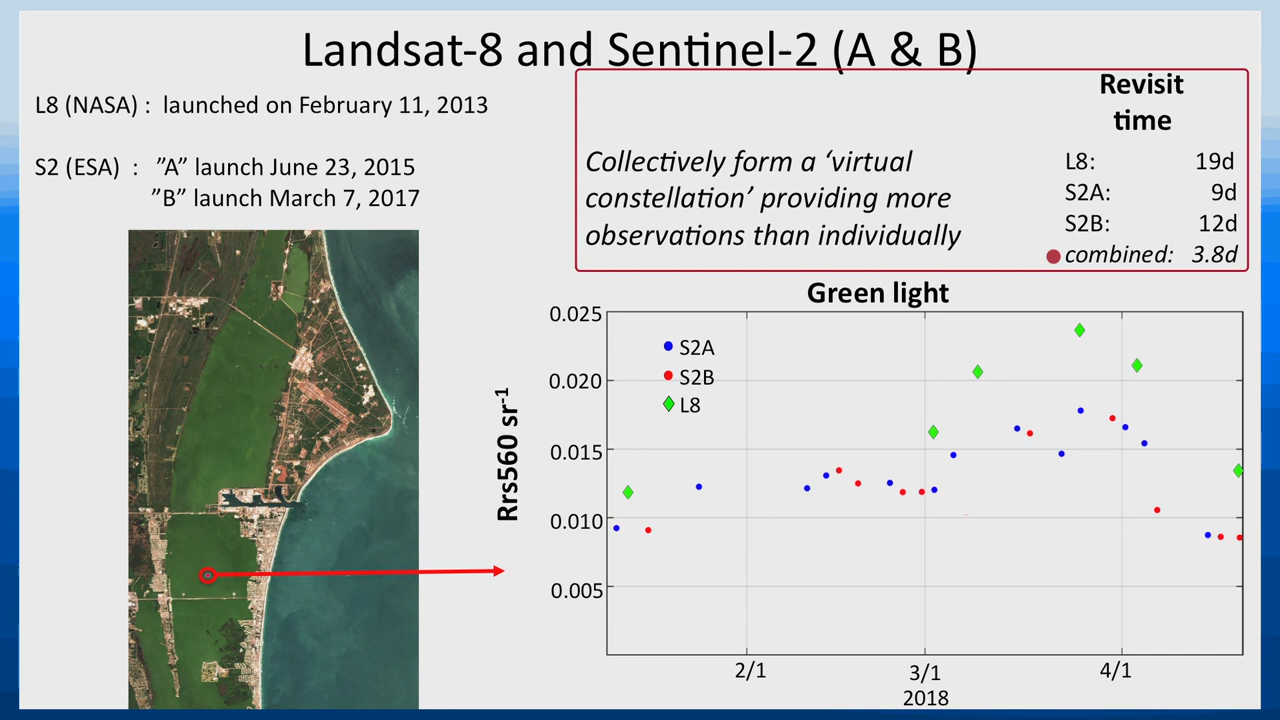 Landsat-8 and Sentinel-2 (A & B)
L8 (NASA) : launched on February 11, 2013
S2 (ESA) : ”A” launch June 23, 2015
”B” launch March 7, 2017
Collectively form a ‘virtual
constellation’ providing more
observations than individually
Revisit
time
L8: 19d
S2A: 9d
S2B: 12d
combined: 3.8d
Green light
Rrs560 sr-1
0.025
0.020
0.015
0.010
0.005
S2A
S2B
L8
2/1
3/1
4/1
2018